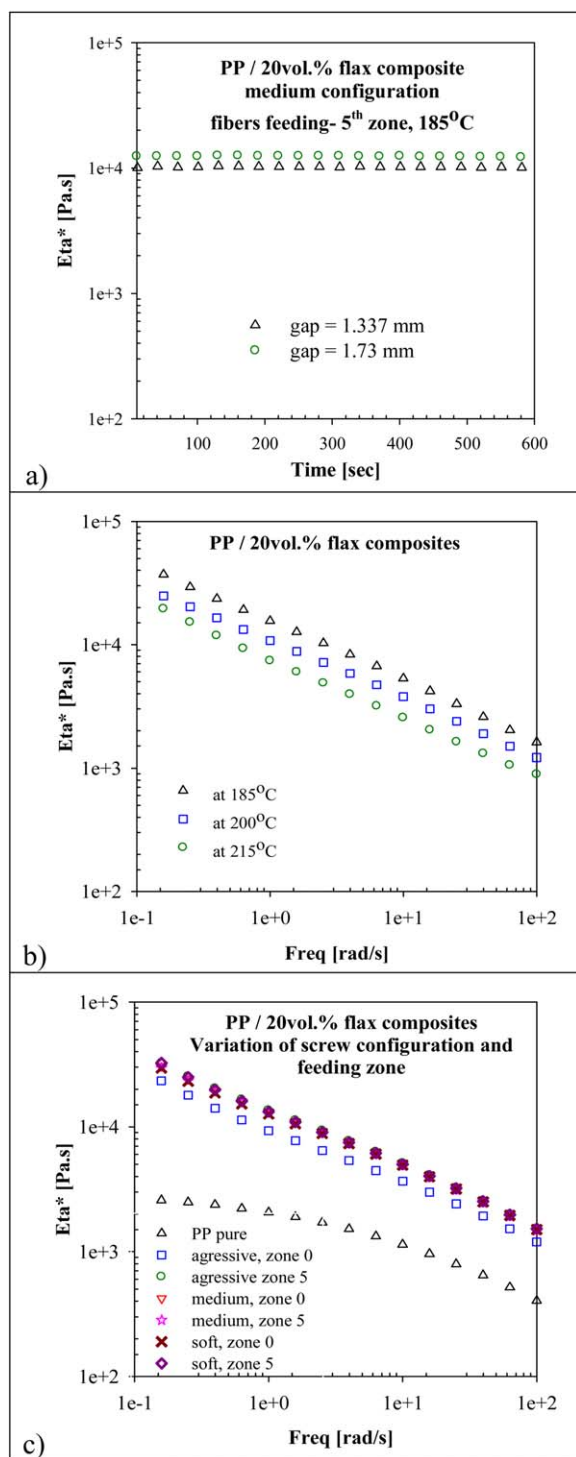 1e+5
PP / 20vol.% flax composite
medium configuration
fibers feeding- 5th zone, 185°C
1e+4
Eta* [Pa.s]
1e+3
gap = 1.337 mm
gap = 1.73 mm
1e+2
100 200 300 400 500 600
Time [sec]
a)
1e+5
PP / 20vol.% flax composites
1e+4
Eta* [Pa.s]
1e+3
at 185°C
at 200°C
at 215°C
1e+2
1e-1 1e+0 1e+1 1e+2
Freq [rad/s]
b)
1e+5
PP / 20vol.% flax composites
Variation of screw configuration and
feeding zone
1e+4
Eta* [Pa.s]
1e+3
PP pure
agressive, zone 0
agressive zone 5
medium, zone 0
medium, zone 5
soft, zone 0
soft, zone 5
1e+2
1e-1 1e+0 1e+1 1e+2
Freq [rad/s]
c)